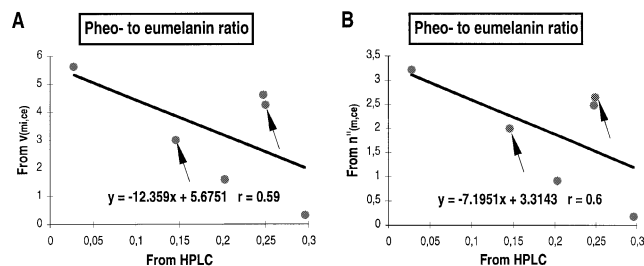 A
Pheo- to eumelanin ratio
6
5
4
3
2
1
0
From v(mi,ce)
y = -12.359x + 5.6751 r = 0.59
0 0,05 0,1 0,15 0,2 0,25 0,3
From HPLC
B
Pheo- to eumelanin ratio
3,5
3
2,5
2
1,5
1
0,5
0
From n"(m,ce)
y = -7.1951x + 3.3143 r = 0.6
0 0,05 0,1 0,15 0,2 0,25 0,3
From HPLC